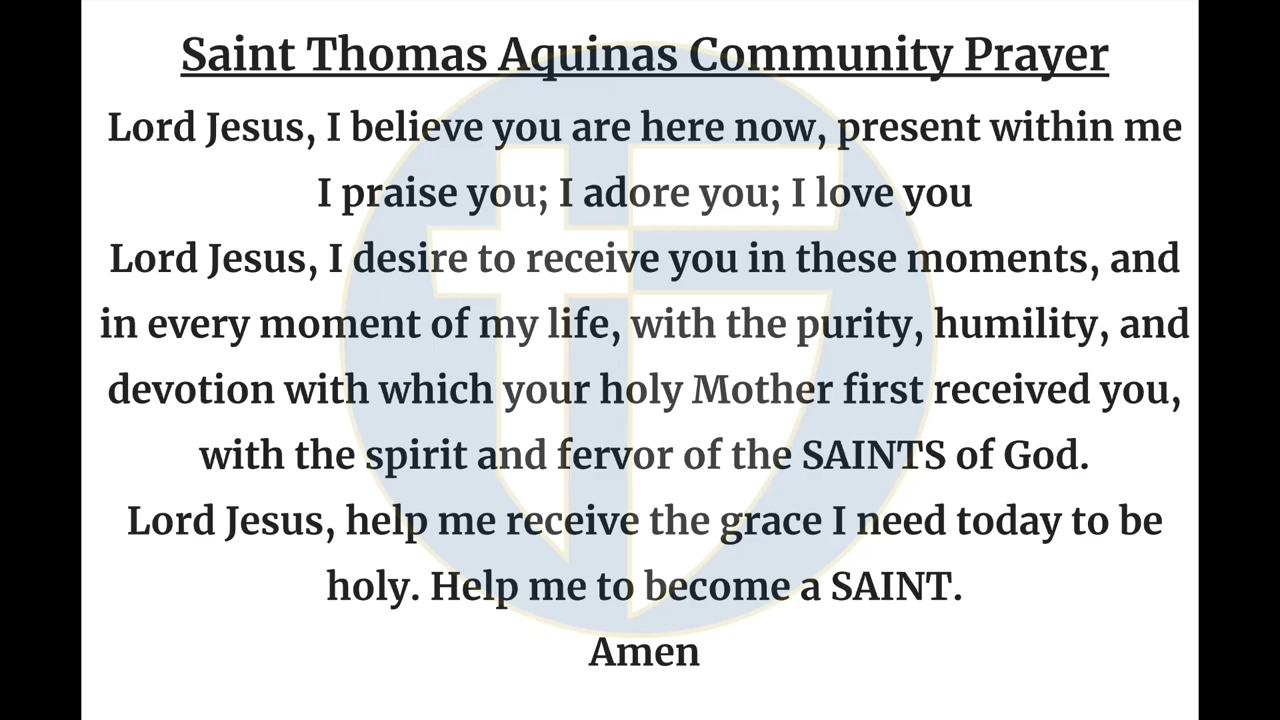 Saint Thomas Aquinas Community Prayer
Lord Jesus, I believe you are here now, present within me
I praise you; I adore you; I love you
Lord Jesus, I desire to receive you in these moments, and
in every moment of my life, with the purity, humility, and
devotion with which your holy Mother first received you,
with the spirit and fervor of the SAINTS of God.
Lord Jesus, help me receive the grace I need today to be
holy. Help me to become a SAINT.
Amen